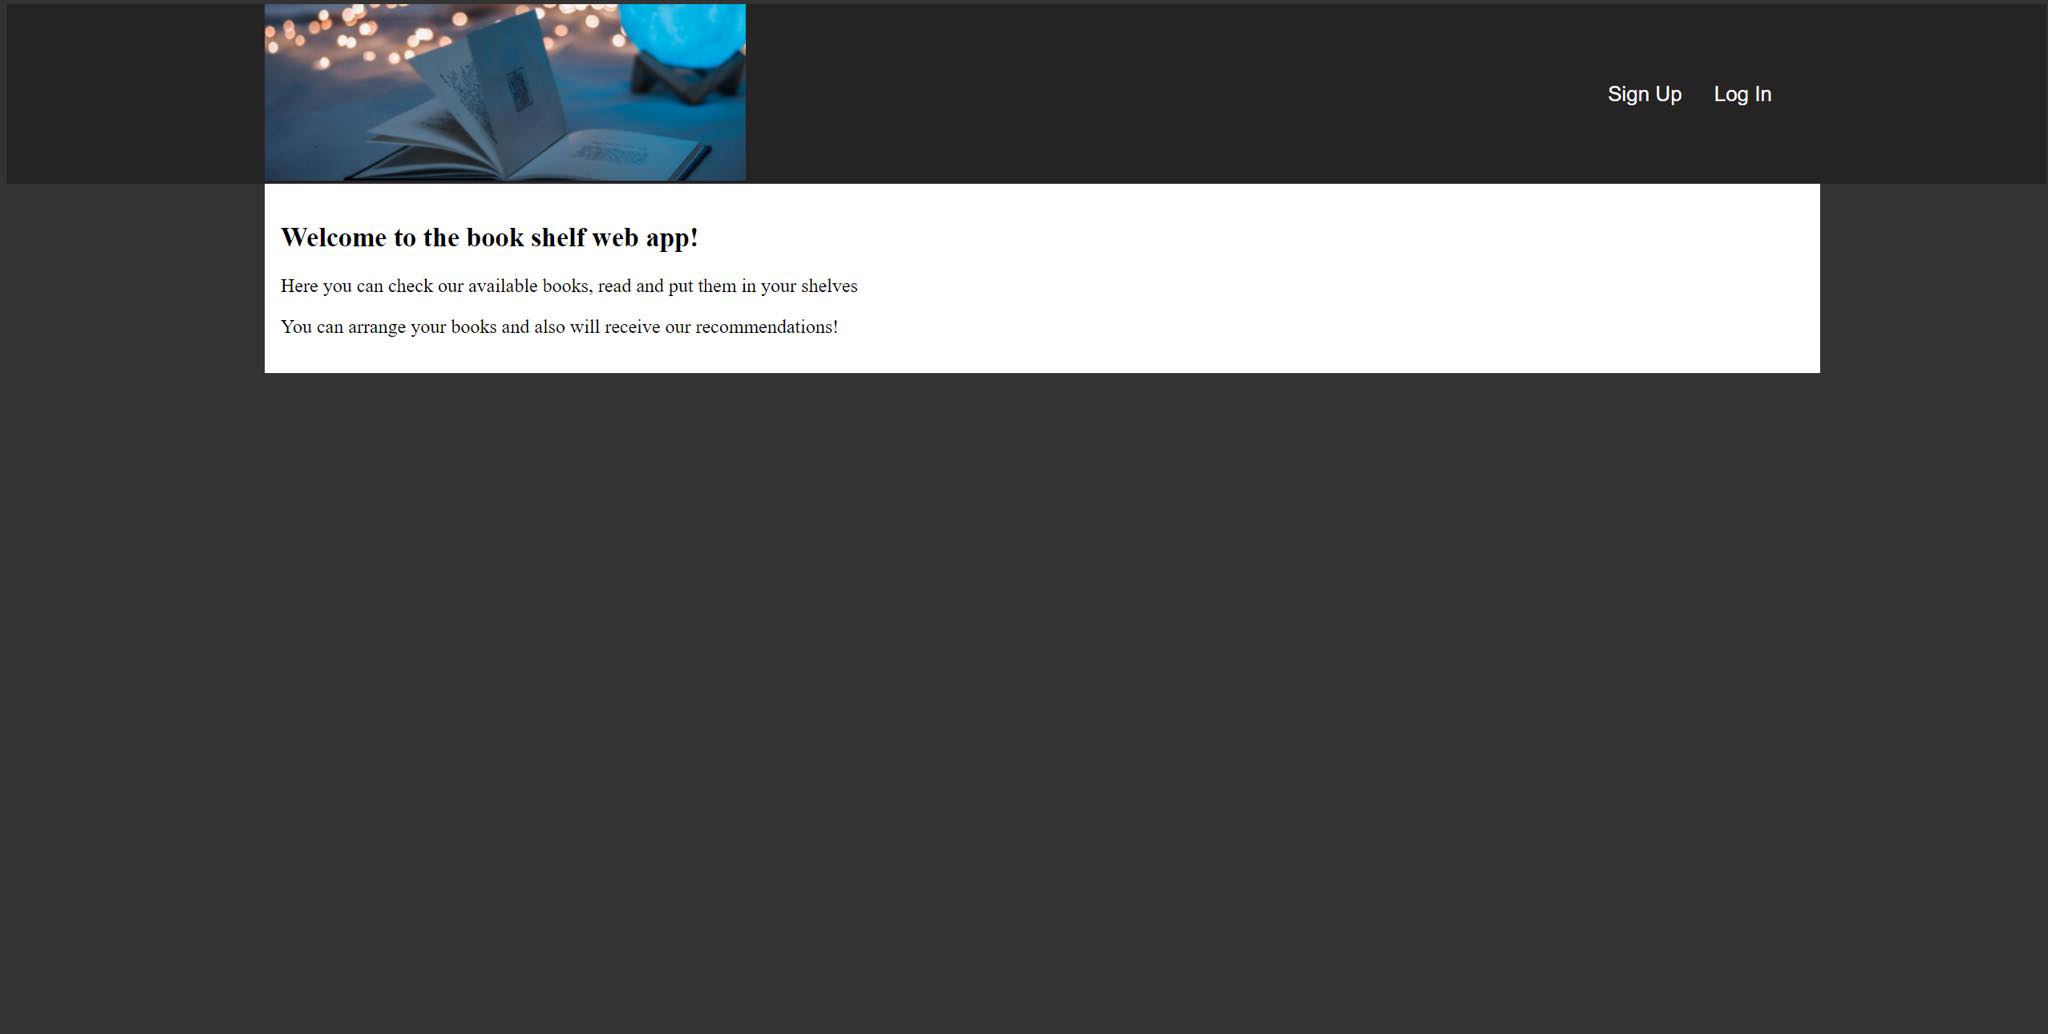 Sign Up Log In
Welcome to the book shelf web app!
Here you can check our available books, read and put them in your shelves
You can arrange your books and also will receive our recommendations!